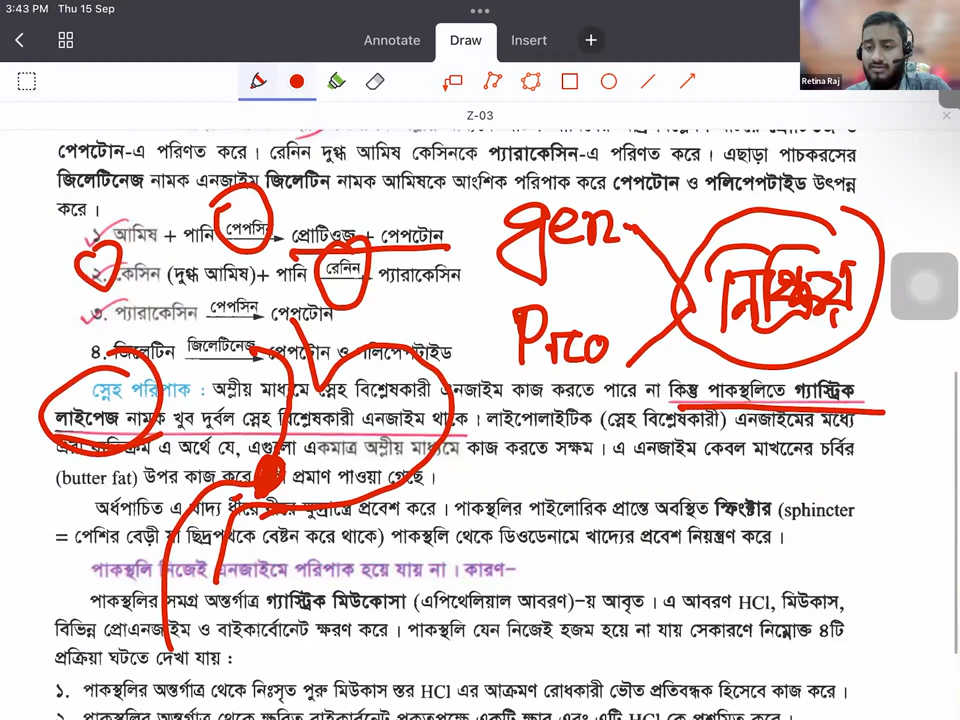 3:43 PM Thu 15 Sep
Annotate Draw Insert
Retina Raj
Z-03
পেপটোন-এ পরিণত করে। রেনিন দুগ্ধ আমিষ কেসিনকে প্যারাকেসিন-এ পরিণত করে। এছাড়া পাচকরসের
জিলেটিনেজ নামক এনজাইম জিলেটিন নামক আমিষকে আংশিক পরিপাক করে পেপটোন ও পলিপেপটাইড উৎপন্ন
করে।
১. আমিষ + পানি পেপসিন প্রোটিওজ + পেপটোন
২. কেসিন (দুগ্ধ আমিষ)+ পানি রেনিন প্যারাকেসিন
৩. প্যারাকেসিন পেপসিন পেপটোন
৪. জিলেটিন জিলেটিনেজ পেপটোন ও পলিপেপটাইড
gen
Pro
নিষ্ক্রিয়
স্নেহ পরিপাক : অম্লীয় মাধ্যমে স্নেহ বিশ্লেষকারী এনজাইম কাজ করতে পারে না কিন্তু পাকস্থলিতে গ্যাস্ট্রিক
লাইপেজ নামক খুব দুর্বল স্নেহ বিশ্লেষকারী এনজাইম থাকে। লাইপোলাইটিক (স্নেহ বিশ্লেষকারী) এনজাইমের মধ্যে
এরা ব্যতিক্রম এ অর্থে যে, এগুলো একমাত্র অম্লীয় মাধ্যমে কাজ করতে সক্ষম। এ এনজাইম কেবল মাখনের চর্বির
(butter fat) উপর কাজ করে প্রমাণ পাওয়া গেছে।
অর্ধপাচিত এ খাদ্য ধীরে ধীরে ক্ষুদ্রান্ত্রে প্রবেশ করে। পাকস্থলির পাইলোরিক প্রান্তে অবস্থিত স্ফিংক্টার (sphincter
= পেশির বেড়ী যা ছিদ্রপথকে বেষ্টন করে থাকে) পাকস্থলি থেকে ডিওডেনামে খাদ্যের প্রবেশ নিয়ন্ত্রণ করে।
পাকস্থলি নিজেই এনজাইমে পরিপাক হয়ে যায় না। কারণ–
পাকস্থলির সমগ্র অন্তর্গাত্র গ্যাস্ট্রিক মিউকোসা (এপিথেলিয়াল আবরণ)–য় আবৃত। এ আবরণ HCl, মিউকাস,
বিভিন্ন প্রোএনজাইম ও বাইকার্বোনেট ক্ষরণ করে। পাকস্থলি যেন নিজেই হজম হয়ে না যায় সেকারণে নিম্নোক্ত ৪টি
প্রক্রিয়া ঘটতে দেখা যায় :
১. পাকস্থলির অন্তর্গাত্র থেকে নিঃসৃত পুরু মিউকাস স্তর HCl এর আক্রমণ রোধকারী ভৌত প্রতিবন্ধক হিসেবে কাজ করে।